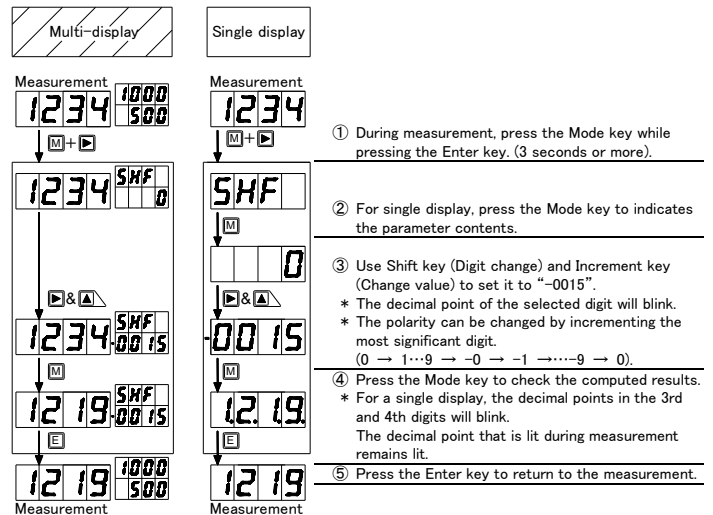 Multi-display Single display
Measurement Measurement
1234 1000 1234
500
M+▶ M+▶
① During measurement, press the Mode key while
pressing the Enter key. (3 seconds or more).
1234 SHF SHF
0
② For single display, press the Mode key to indicates
the parameter contents.
M
0
③ Use Shift key (Digit change) and Increment key
(Change value) to set it to “-0015”.
* The decimal point of the selected digit will blink.
▶&▲ ▶&▲
* The polarity can be changed by incrementing the
most significant digit.
(0 → 1…9 → -0 → -1 →…-9 → 0).
1234 SHF -0015
-0015
④ Press the Mode key to check the computed results.
M M
* For a single display, the decimal points in the 3rd
and 4th digits will blink.
The decimal point that is lit during measurement
remains lit.
1219 SHF 1.2.1.9.
-0015
E E
⑤ Press the Enter key to return to the measurement.
1219 1000 1219
500
Measurement Measurement